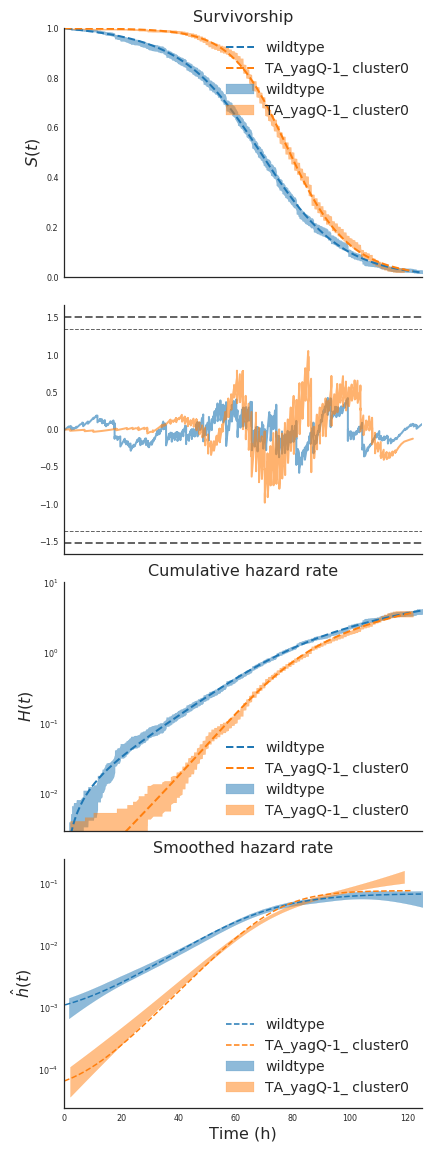 Survivorship
1.0
0.8
0.6
0.4
0.2
0.0
S(t)
wildtype
TA_yagQ-1_ cluster0
wildtype
TA_yagQ-1_ cluster0
1.5
1.0
0.5
0.0
−0.5
−1.0
−1.5
Cumulative hazard rate
10¹
10⁰
10⁻¹
10⁻²
H(t)
wildtype
TA_yagQ-1_ cluster0
wildtype
TA_yagQ-1_ cluster0
Smoothed hazard rate
10⁻¹
10⁻²
10⁻³
10⁻⁴
ĥ(t)
wildtype
TA_yagQ-1_ cluster0
wildtype
TA_yagQ-1_ cluster0
0 20 40 60 80 100 120
Time (h)